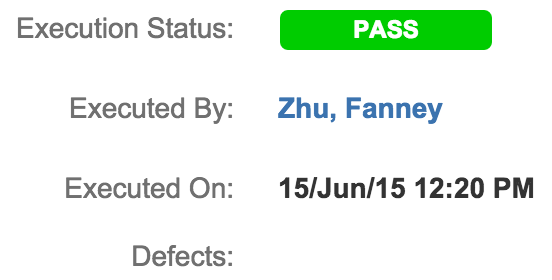 Execution Status: PASS
Executed By: Zhu, Fanney
Executed On: 15/Jun/15 12:20 PM
Defects: